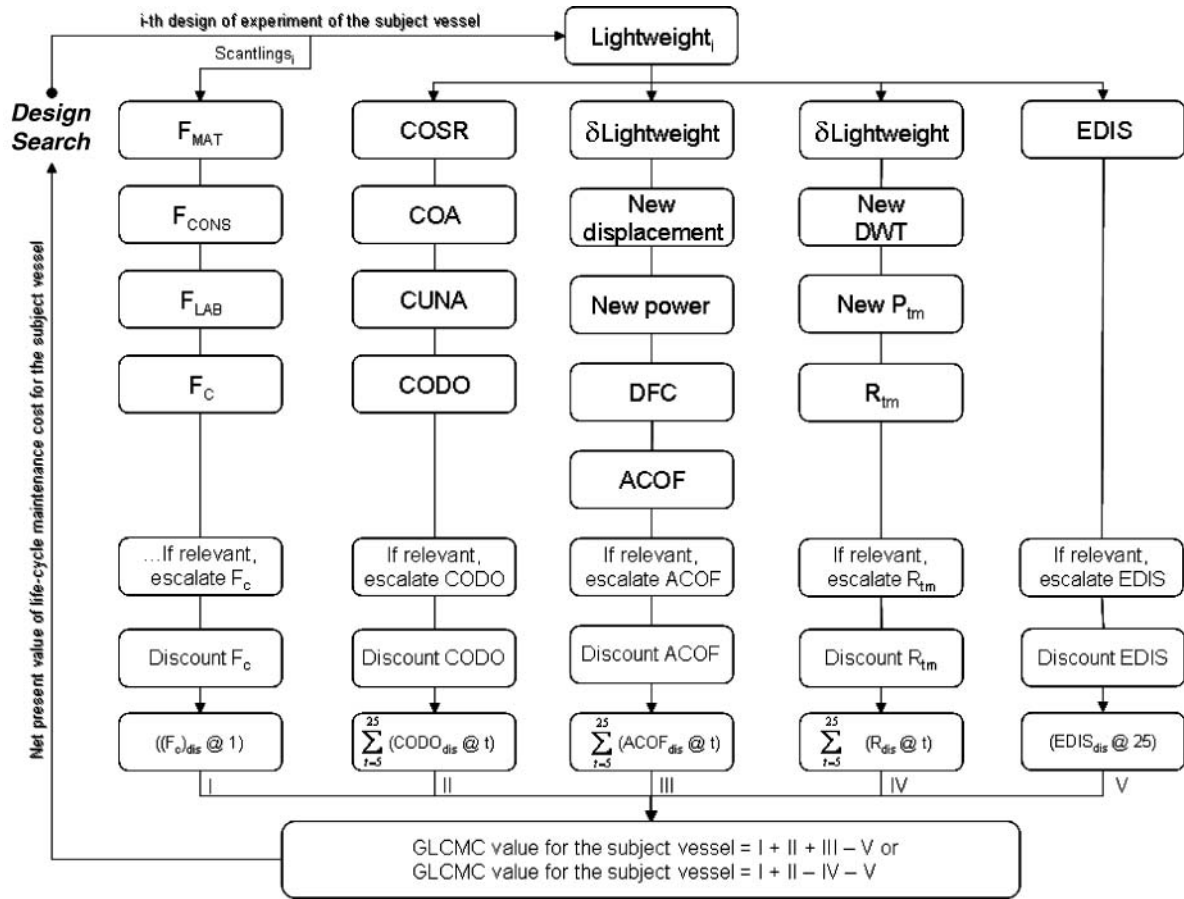 i-th design of experiment of the subject vessel
Lightweight_i
Scantlings_i
Design
Search
Net present value of life-cycle maintenance cost for the subject vessel
F_MAT
F_CONS
F_LAB
F_C
...If relevant,
escalate F_c
Discount F_c
((F_c)_dis @ 1)
I
COSR
COA
CUNA
CODO
If relevant,
escalate CODO
Discount CODO
25
∑ (CODO_dis @ t)
t=5
II
δLightweight
New
displacement
New power
DFC
ACOF
If relevant,
escalate ACOF
Discount ACOF
25
∑ (ACOF_dis @ t)
t=5
III
δLightweight
New
DWT
New P_tm
R_tm
If relevant,
escalate R_tm
Discount R_tm
25
∑ (R_dis @ t)
t=5
IV
EDIS
If relevant,
escalate EDIS
Discount EDIS
(EDIS_dis @ 25)
V
GLCMC value for the subject vessel = I + II + III – V or
GLCMC value for the subject vessel = I + II – IV – V